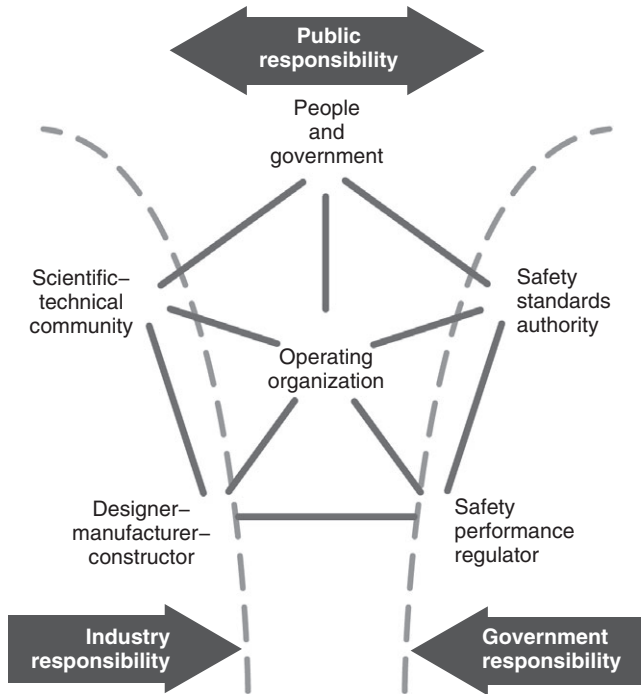 Public
responsibility
People
and
government
Scientific–
technical
community
Safety
standards
authority
Operating
organization
Designer–
manufacturer–
constructor
Safety
performance
regulator
Industry
responsibility
Government
responsibility